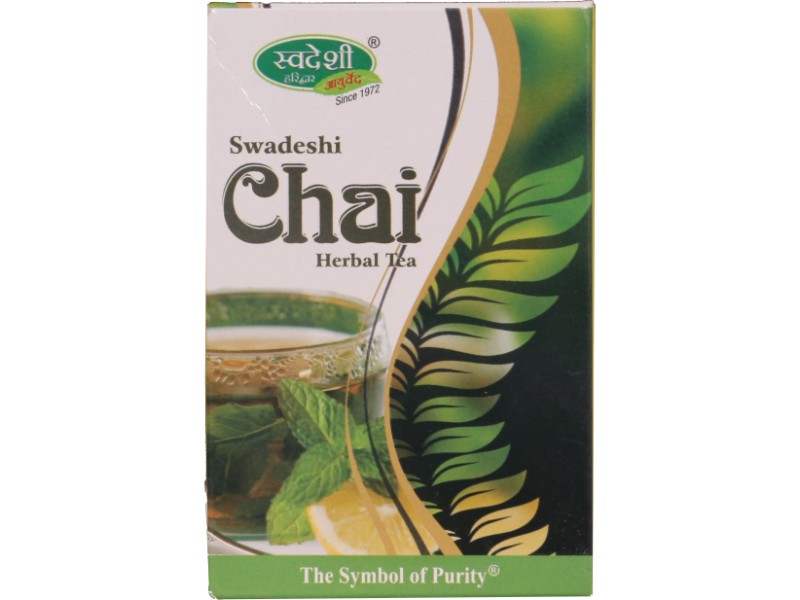 स्वदेशी®
हरिद्वार
आयुर्वेद
Since 1972
Swadeshi
Chai
Herbal Tea
The Symbol of Purity®